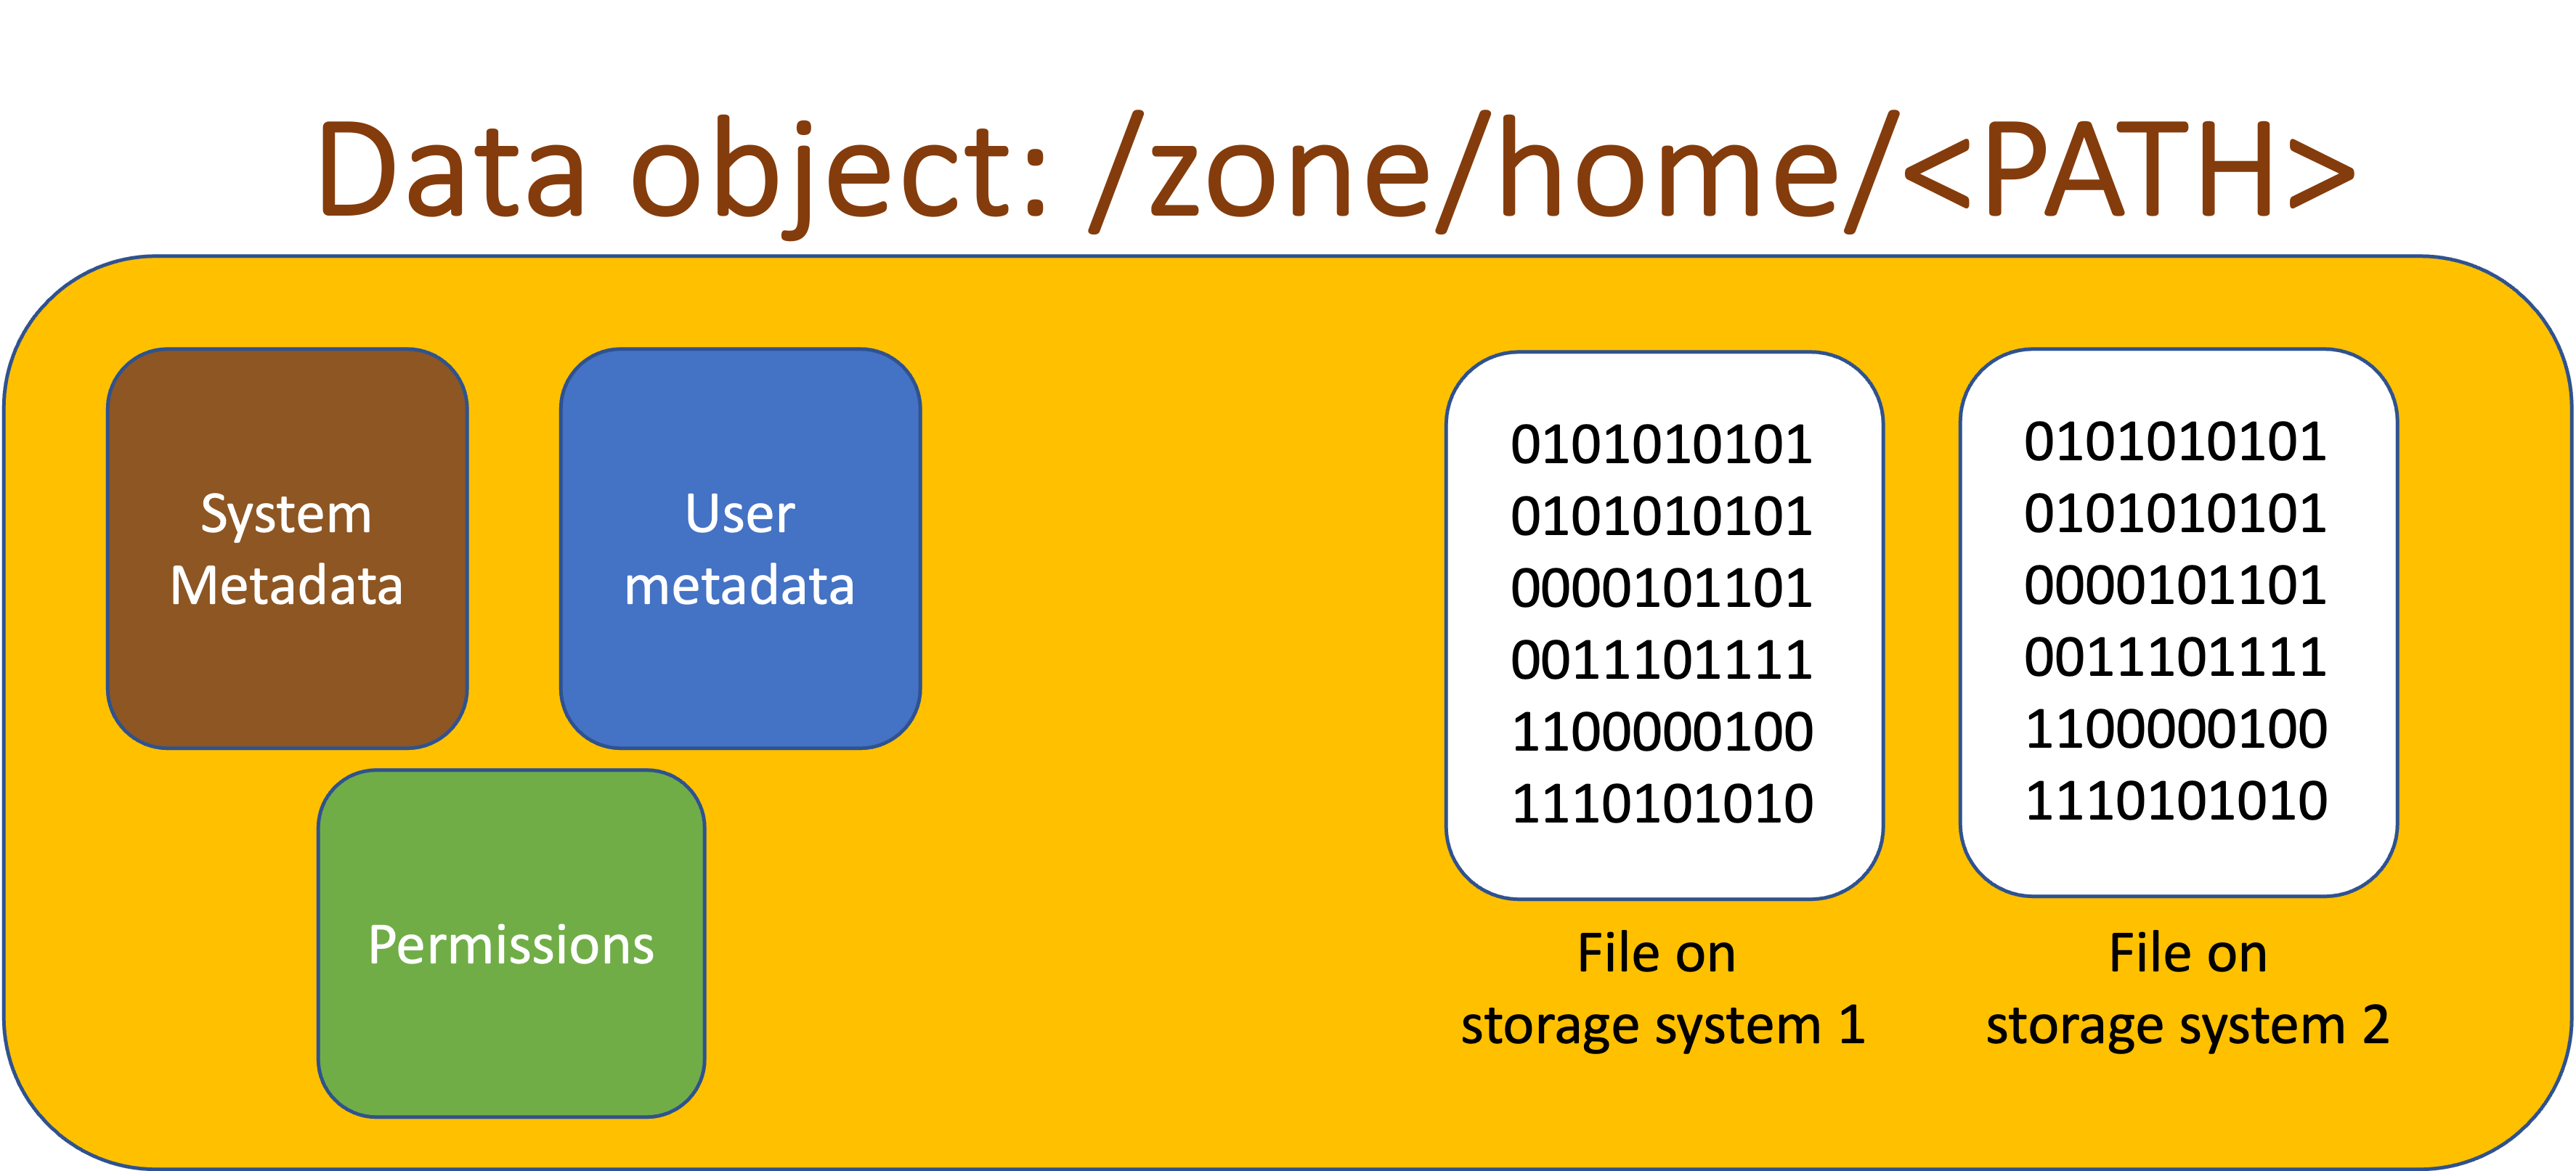 Data object: /zone/home/<PATH>
System
Metadata
User
metadata
Permissions
0101010101
0101010101
0000101101
0011101111
1100000100
1110101010
File on
storage system 1
0101010101
0101010101
0000101101
0011101111
1100000100
1110101010
File on
storage system 2